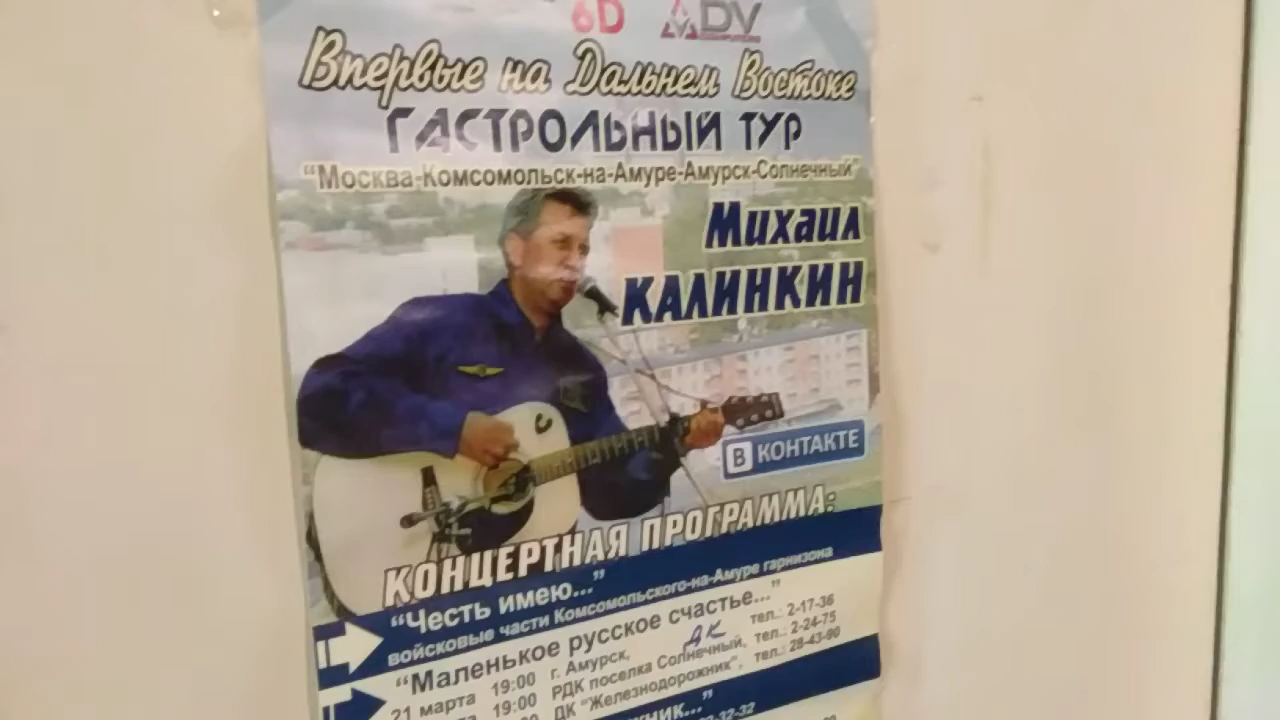 6D ADV
Впервые на Дальнем Востоке
ГАСТРОЛЬНЫЙ ТУР
"Москва-Комсомольск-на-Амуре-Амурск-Солнечный"
Михаил
КАЛИНКИН
В КОНТАКТЕ
КОНЦЕРТНАЯ ПРОГРАММА:
"Честь имею..."
войсковые части Комсомольского-на-Амуре гарнизона
"Маленькое русское счастье..."
ДК
21 марта 19:00 г. Амурск, тел.: 2-17-36
19:00 РДК поселка Солнечный, тел.: 2-24-75
ДК "Железнодорожник", тел.: 28-43-90